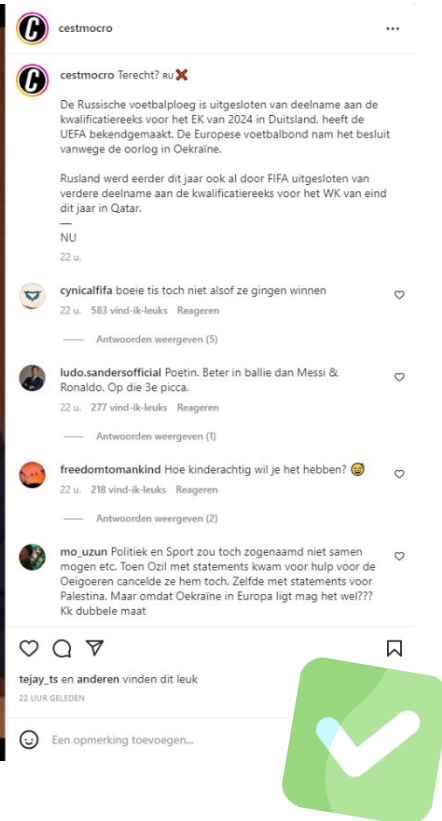 cestmocro
cestmocro Terecht? RU❌
De Russische voetbalploeg is uitgesloten van deelname aan de
kwalificatiereeks voor het EK van 2024 in Duitsland, heeft de
UEFA bekendgemaakt. De Europese voetbalbond nam het besluit
vanwege de oorlog in Oekraïne.
Rusland werd eerder dit jaar ook al door FIFA uitgesloten van
verdere deelname aan de kwalificatiereeks voor het WK van eind
dit jaar in Qatar.
—
NU
22 u.
cynicalfifa boeie tis toch niet alsof ze gingen winnen
22 u. 583 vind-ik-leuks Reageren
Antwoorden weergeven (5)
ludo.sandersofficial Poetin. Beter in ballie dan Messi &
Ronaldo. Op die 3e picca.
22 u. 277 vind-ik-leuks Reageren
Antwoorden weergeven (1)
freedomtomankind Hoe kinderachtig wil je het hebben? 😅
22 u. 218 vind-ik-leuks Reageren
Antwoorden weergeven (2)
mo_uzun Politiek en Sport zou toch zogenaamd niet samen
mogen etc. Toen Ozil met statements kwam voor hulp voor de
Oeigoeren cancelde ze hem toch. Zelfde met statements voor
Palestina. Maar omdat Oekraïne in Europa ligt mag het wel???
Kk dubbele maat
tejay_ts en anderen vinden dit leuk
22 UUR GELEDEN
Een opmerking toevoegen...